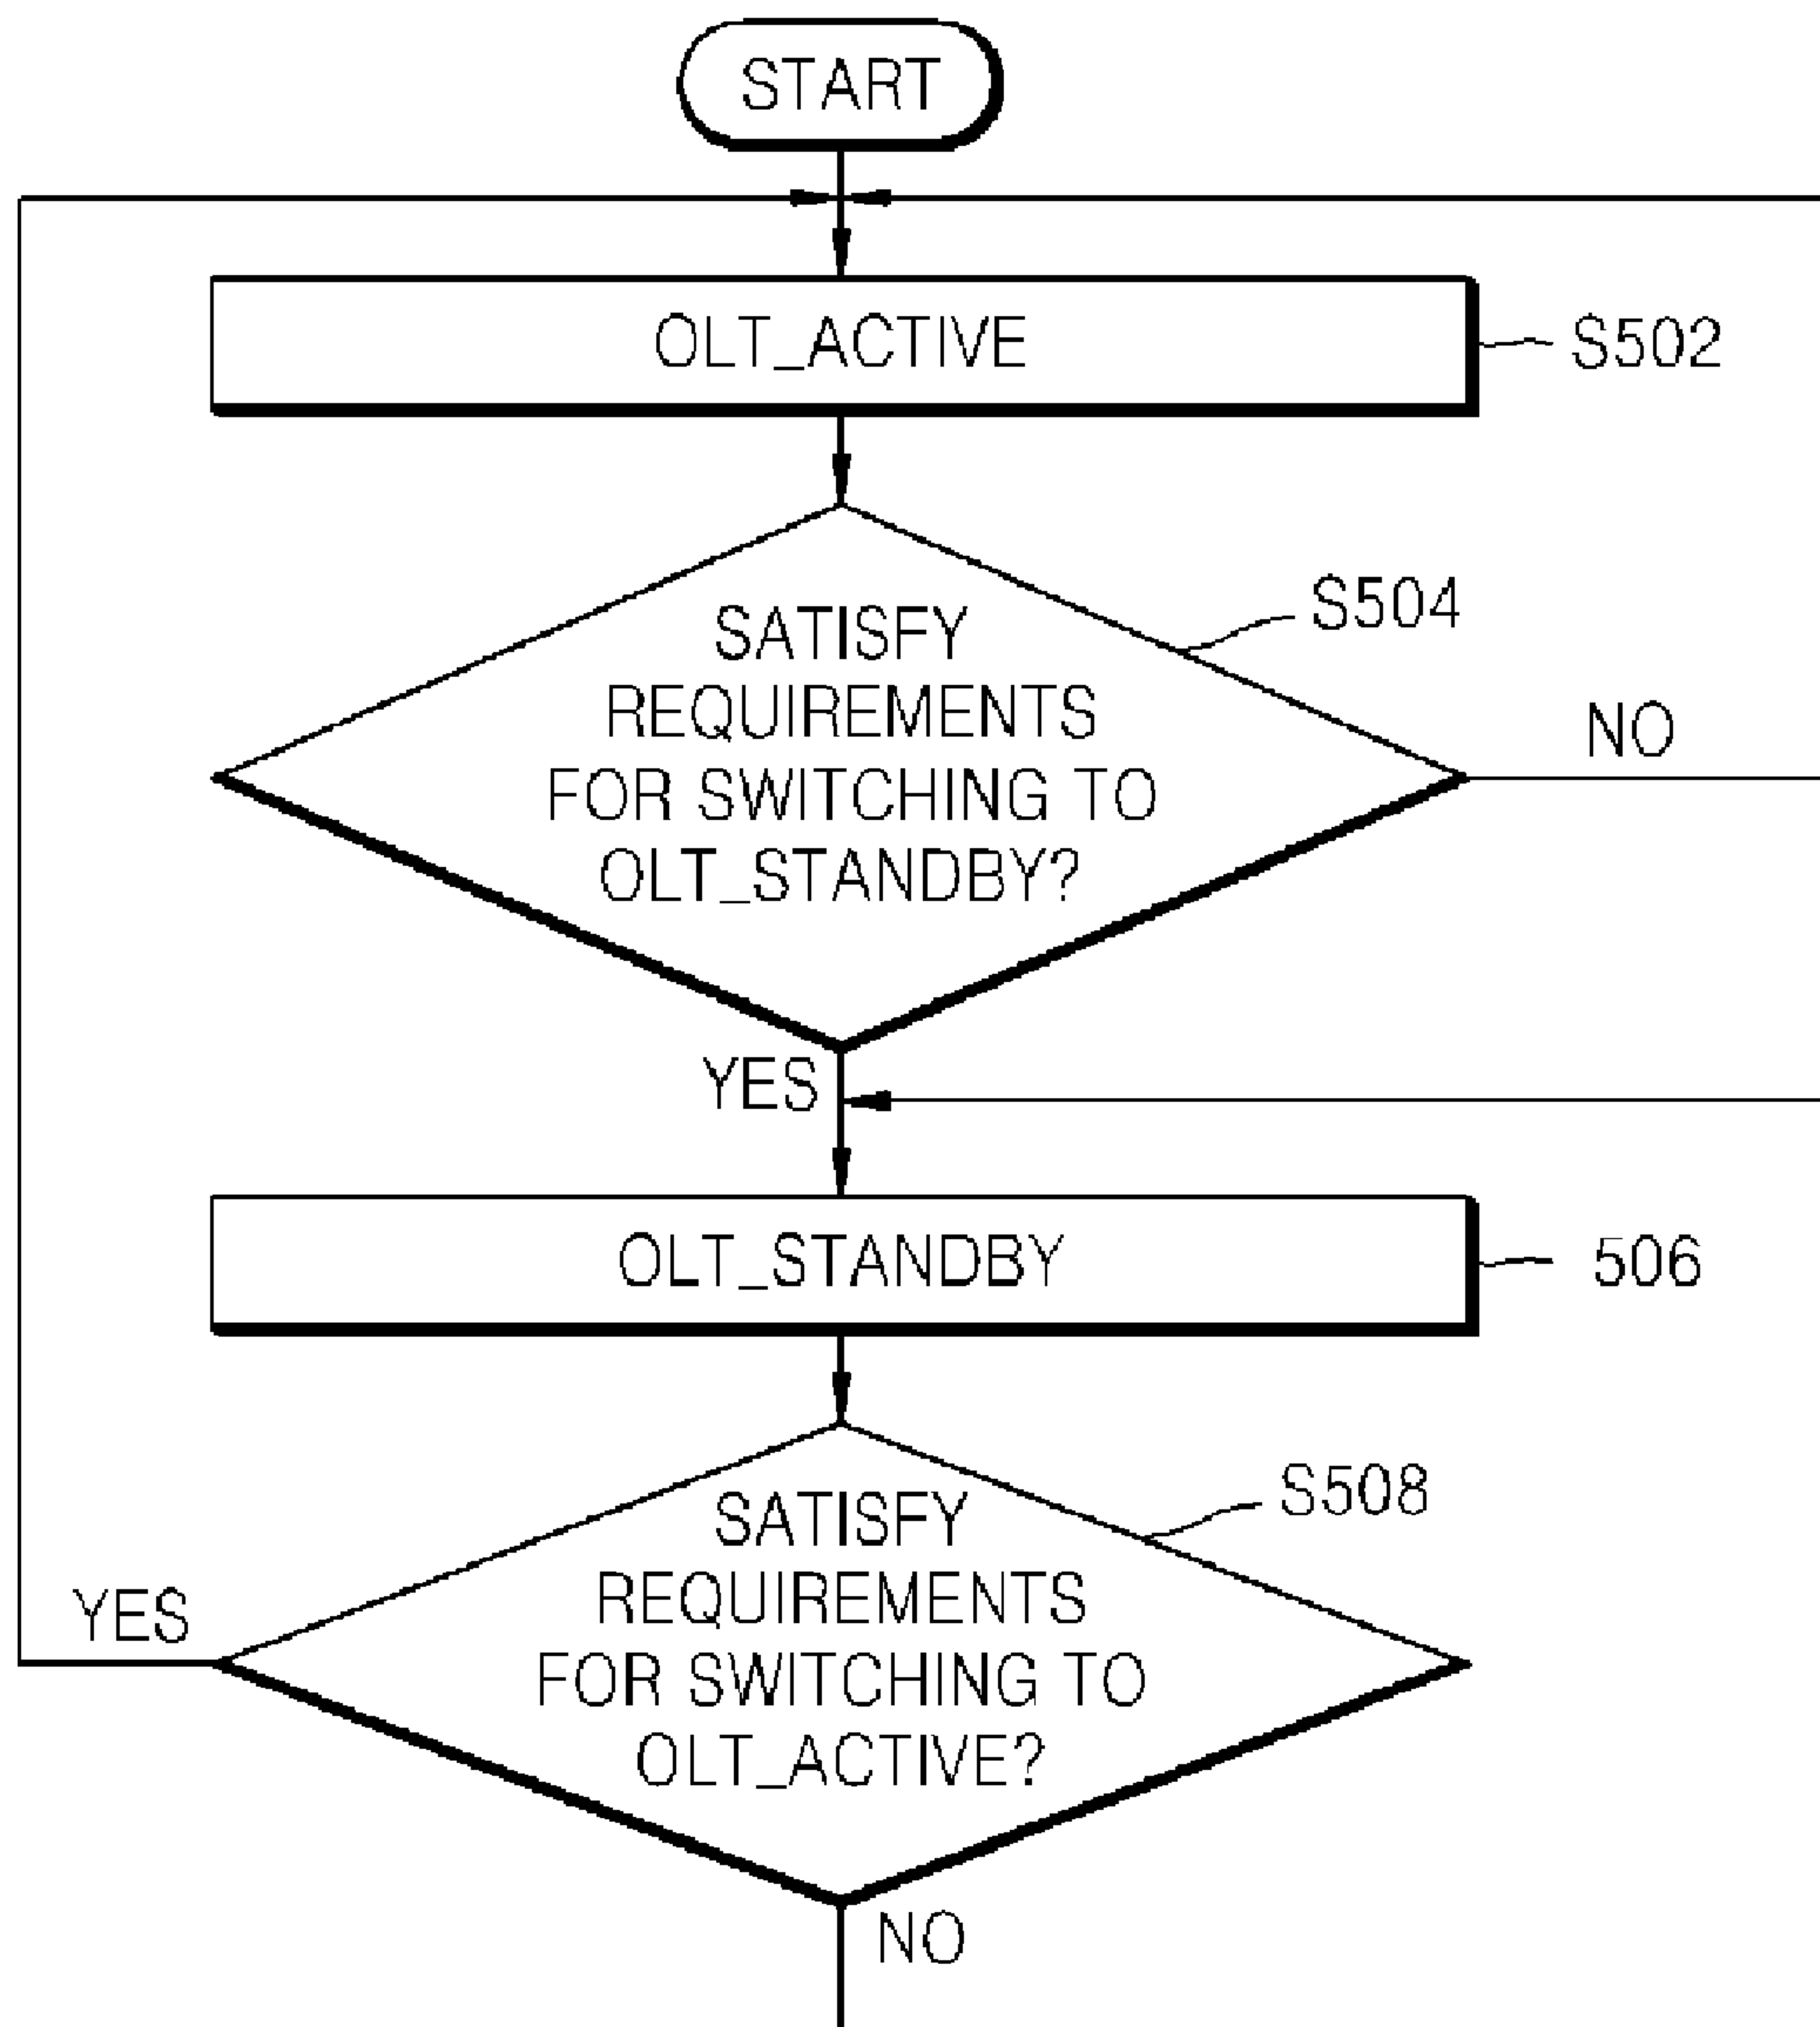 START
OLT_ACTIVE
S502
S504
SATISFY
REQUIREMENTS
FOR SWITCHING TO
OLT_STANDBY?
NO
YES
OLT_STANDBY
506
S508
SATISFY
REQUIREMENTS
FOR SWITCHING TO
OLT_ACTIVE?
YES
NO